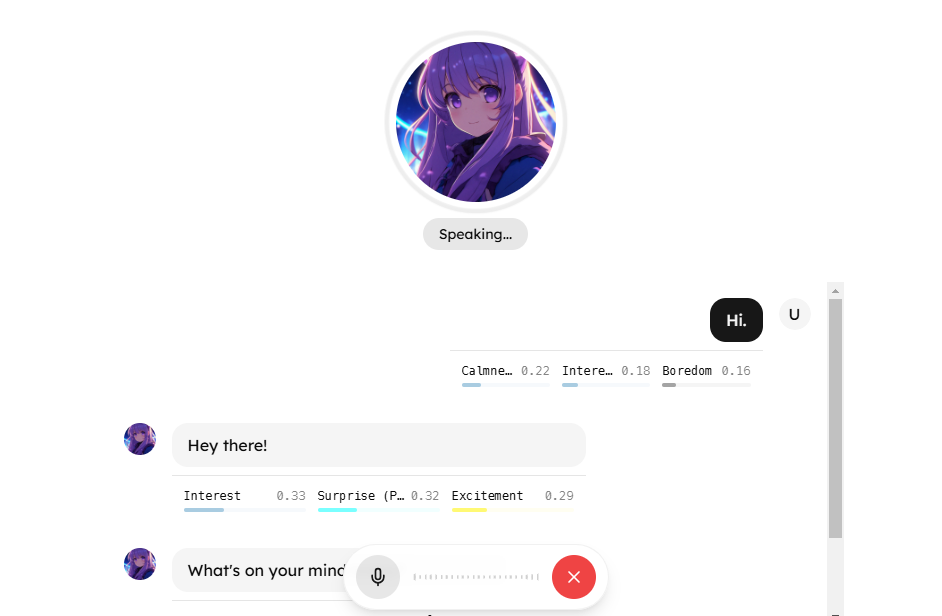 Speaking...
Hi.
U
Calmne… 0.22 Intere… 0.18 Boredom 0.16
Hey there!
Interest 0.33 Surprise (P… 0.32 Excitement 0.29
What's on your mind